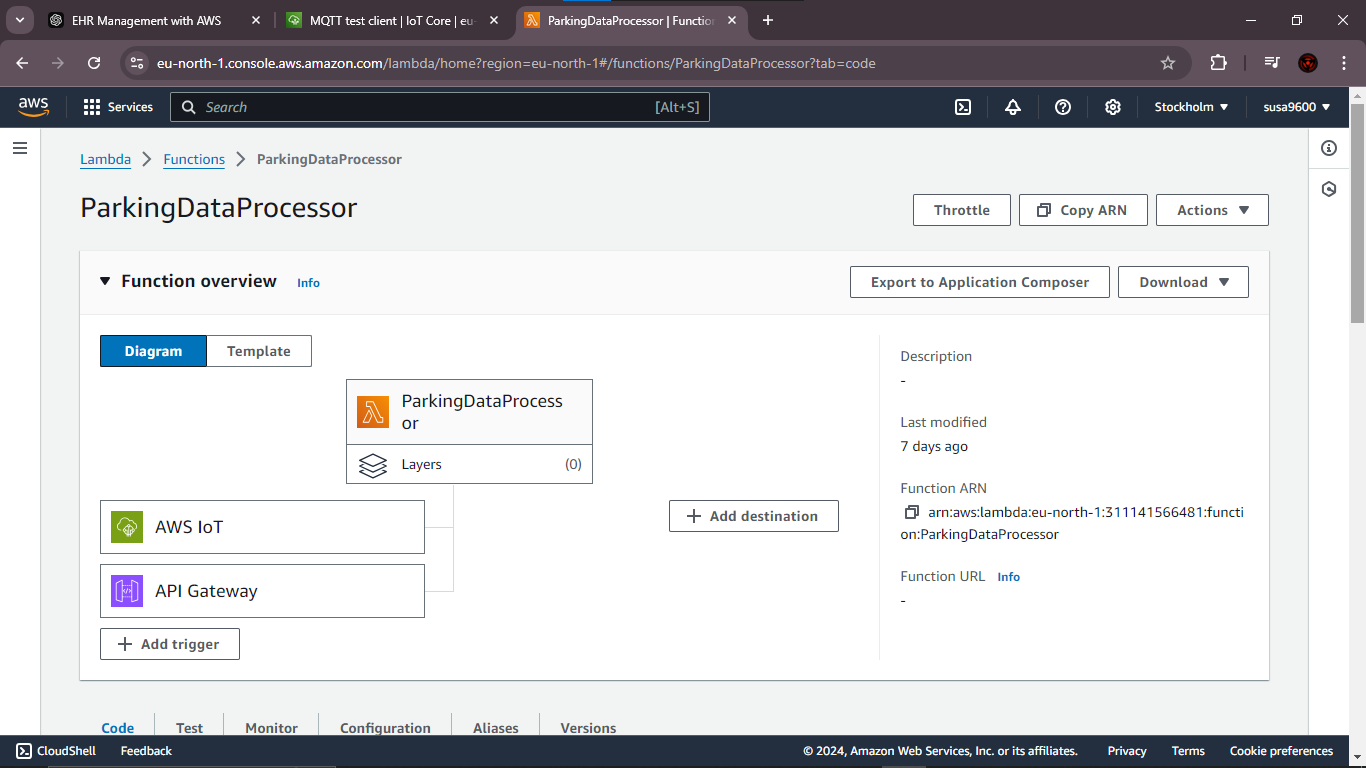 EHR Management with AWS
MQTT test client | IoT Core | eu-
ParkingDataProcessor | Function
eu-north-1.console.aws.amazon.com/lambda/home?region=eu-north-1#/functions/ParkingDataProcessor?tab=code
aws
Services
Search
[Alt+S]
Stockholm
susa9600
Lambda
Functions
ParkingDataProcessor
ParkingDataProcessor
Throttle
Copy ARN
Actions
Function overview
Info
Export to Application Composer
Download
Diagram
Template
ParkingDataProcess
or
Layers
(0)
AWS IoT
API Gateway
Add trigger
Add destination
Description
-
Last modified
7 days ago
Function ARN
arn:aws:lambda:eu-north-1:311141566481:functi
on:ParkingDataProcessor
Function URL
Info
-
Code
Test
Monitor
Configuration
Aliases
Versions
CloudShell
Feedback
© 2024, Amazon Web Services, Inc. or its affiliates.
Privacy
Terms
Cookie preferences